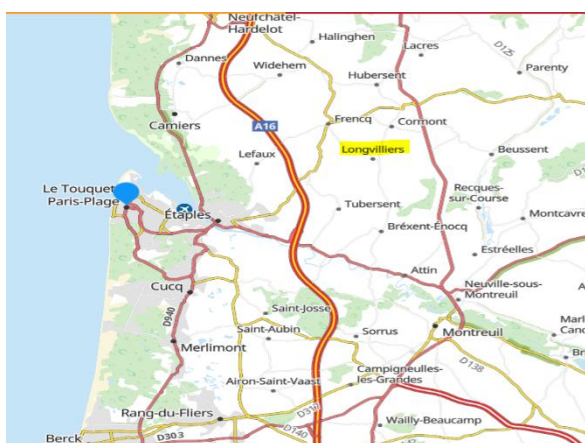 Neufchâtel-
Hardelot
Halinghen
Lacres
D125
Dannes
Widehem
Parenty
Hubersent
Camiers
A16
Frencq
Cormont
Longvilliers
Lefaux
Beussent
Le Touquet
Paris-Plage
Étaples
Tubersent
Recques-
sur-Course
Montcavre
Bréxent-Énocq
Estréelles
Attin
Cucq
Neuville-sous-
Montreuil
D940
Saint-Josse
Saint-Aubin
Sorrus
Montreuil
Merlimont
D138
Campigneulles-
les-Grandes
Airon-Saint-Vaast
Rang-du-Fliers
D317
Wailly-Beaucamp
Berck
D303
D140